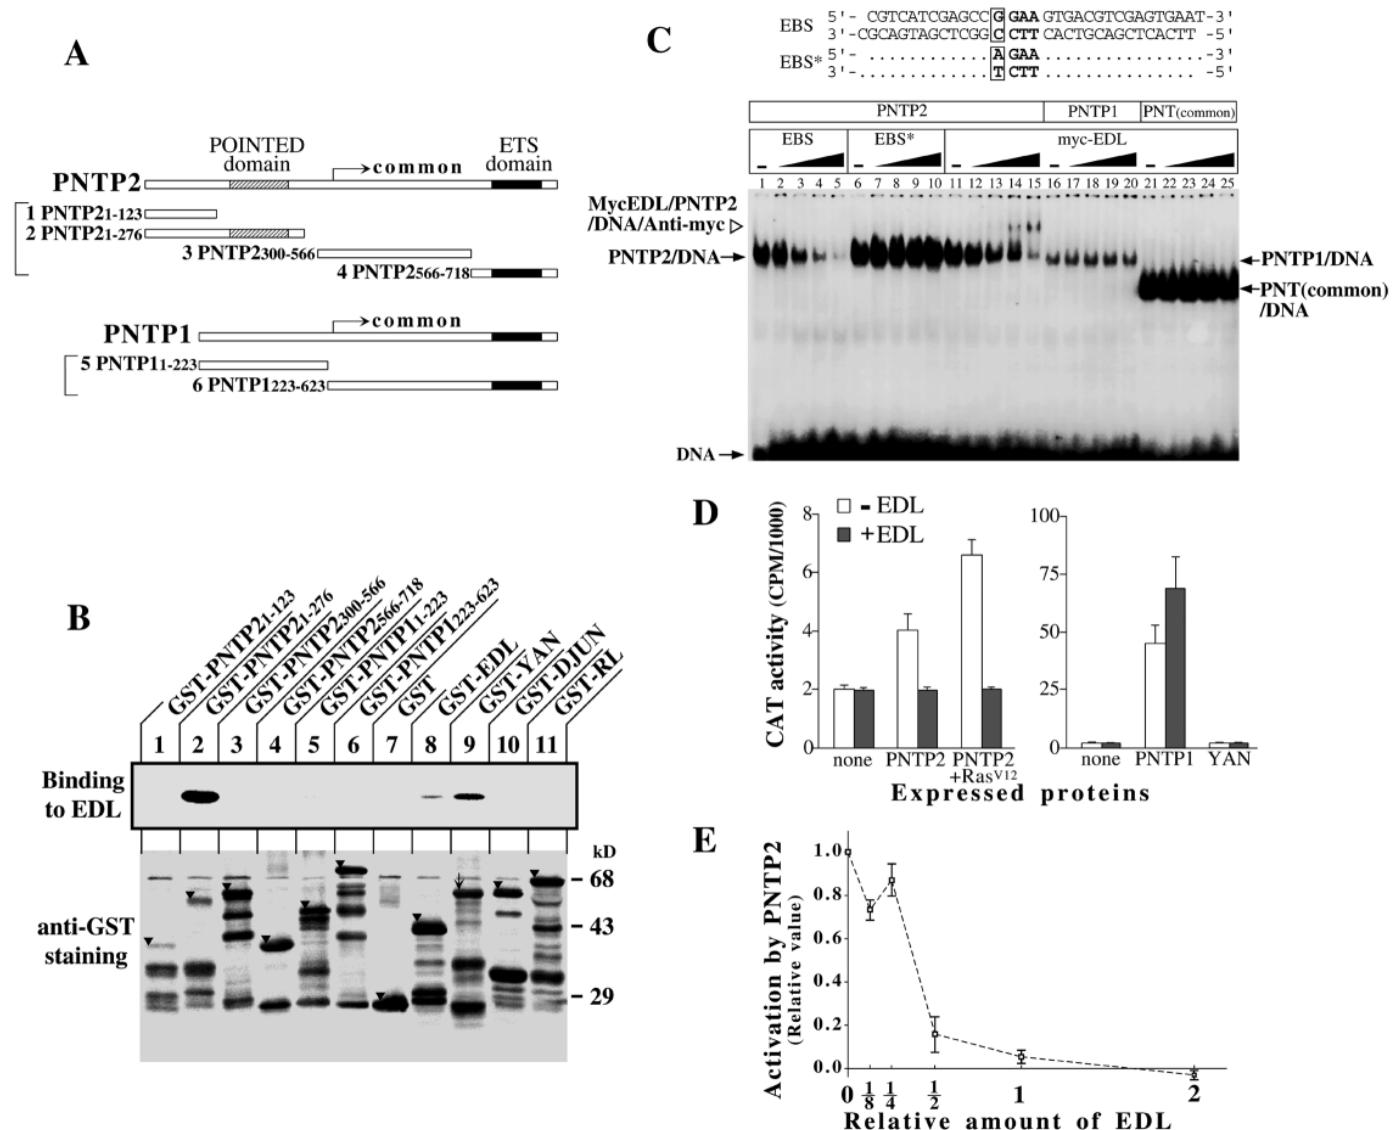 A
POINTED
domain
common
ETS
domain
PNTP2
1 PNTP21-123
2 PNTP21-276
3 PNTP2300-566
4 PNTP2566-718
common
PNTP1
5 PNTP11-223
6 PNTP1223-623
B
GST-PNTP21-123
GST-PNTP21-276
GST-PNTP2300-566
GST-PNTP2566-718
GST-PNTP11-223
GST-PNTP1223-623
GST
GST-EDL
GST-YAN
GST-DJUN
GST-RL
1 2 3 4 5 6 7 8 9 10 11
Binding
to EDL
anti-GST
staining
kD
68
43
29
C
EBS 5'- CGTCATCGAGCC G GAA GTGACGTCGAGTGAAT-3'
3'-CGCAGTAGCTCGG C CTT CACTGCAGCTCACTT -5'
EBS* 5'-............ A GAA ................-3'
3'-............. T CTT ............... -5'
PNTP2 PNTP1 PNT(common)
EBS EBS* myc-EDL
- - - - -
1 2 3 4 5 6 7 8 9 10 11 12 13 14 15 16 17 18 19 20 21 22 23 24 25
MycEDL/PNTP2
/DNA/Anti-myc
PNTP2/DNA
PNTP1/DNA
PNT(common)
/DNA
DNA
D
- EDL
+EDL
CAT activity (CPM/1000)
8
6
4
2
0
none PNTP2 PNTP2
+RasV12
100
75
50
25
0
none PNTP1 YAN
Expressed proteins
E
Activation by PNTP2
(Relative value)
1.0
0.8
0.6
0.4
0.2
0.0
0 1/8 1/4 1/2 1 2
Relative amount of EDL